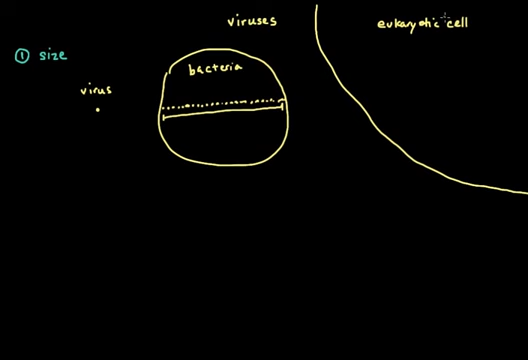 viruses
eukaryotic cell
① size
bacteria
virus